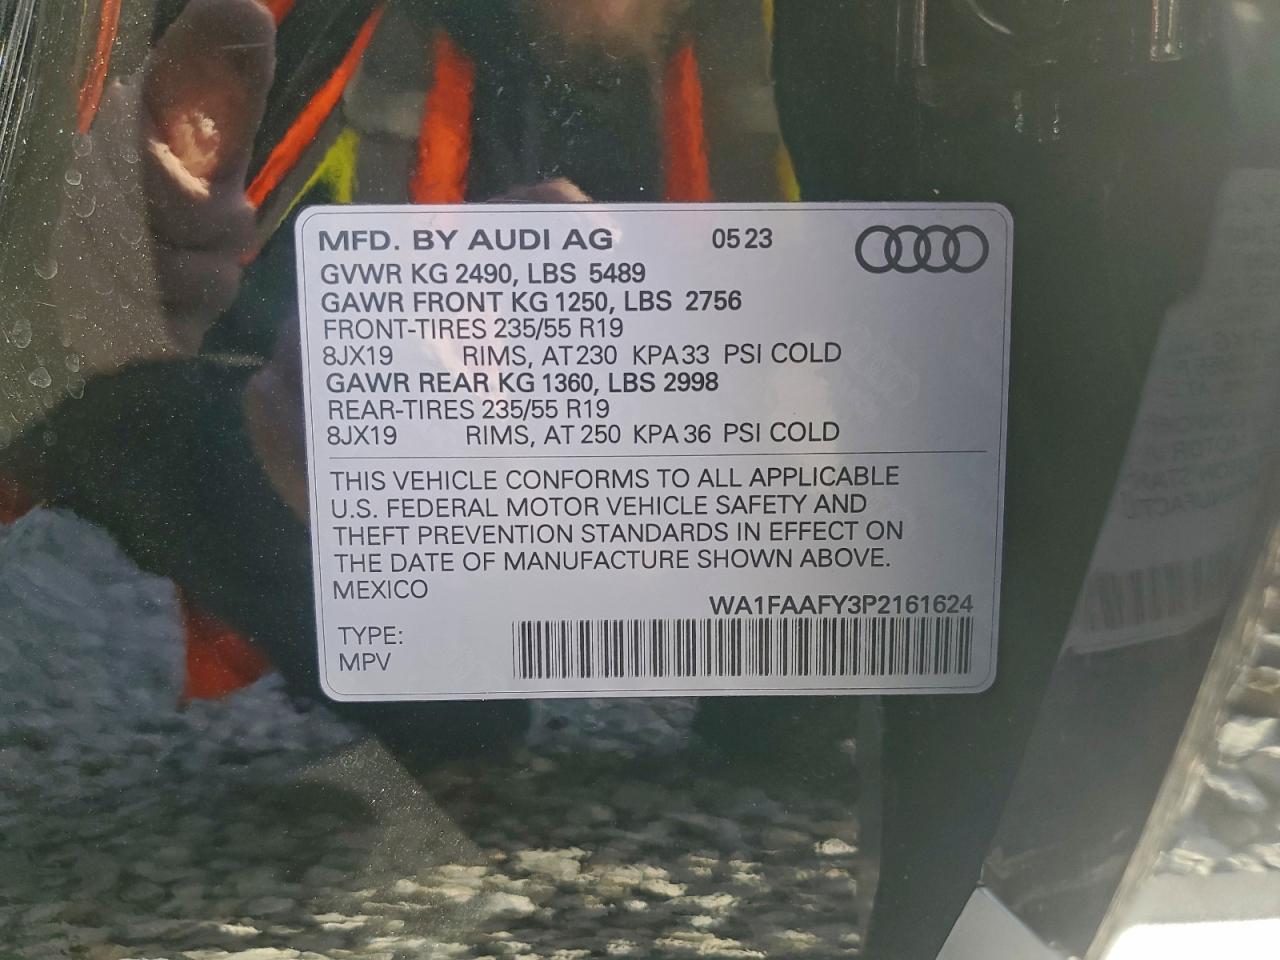 MFD. BY AUDI AG 05 23
GVWR KG 2490, LBS 5489
GAWR FRONT KG 1250, LBS 2756
FRONT-TIRES 235/55 R19
8JX19 RIMS, AT 230 KPA 33 PSI COLD
GAWR REAR KG 1360, LBS 2998
REAR-TIRES 235/55 R19
8JX19 RIMS, AT 250 KPA 36 PSI COLD
THIS VEHICLE CONFORMS TO ALL APPLICABLE
U.S. FEDERAL MOTOR VEHICLE SAFETY AND
THEFT PREVENTION STANDARDS IN EFFECT ON
THE DATE OF MANUFACTURE SHOWN ABOVE.
MEXICO
WA1FAAFY3P2161624
TYPE:
MPV